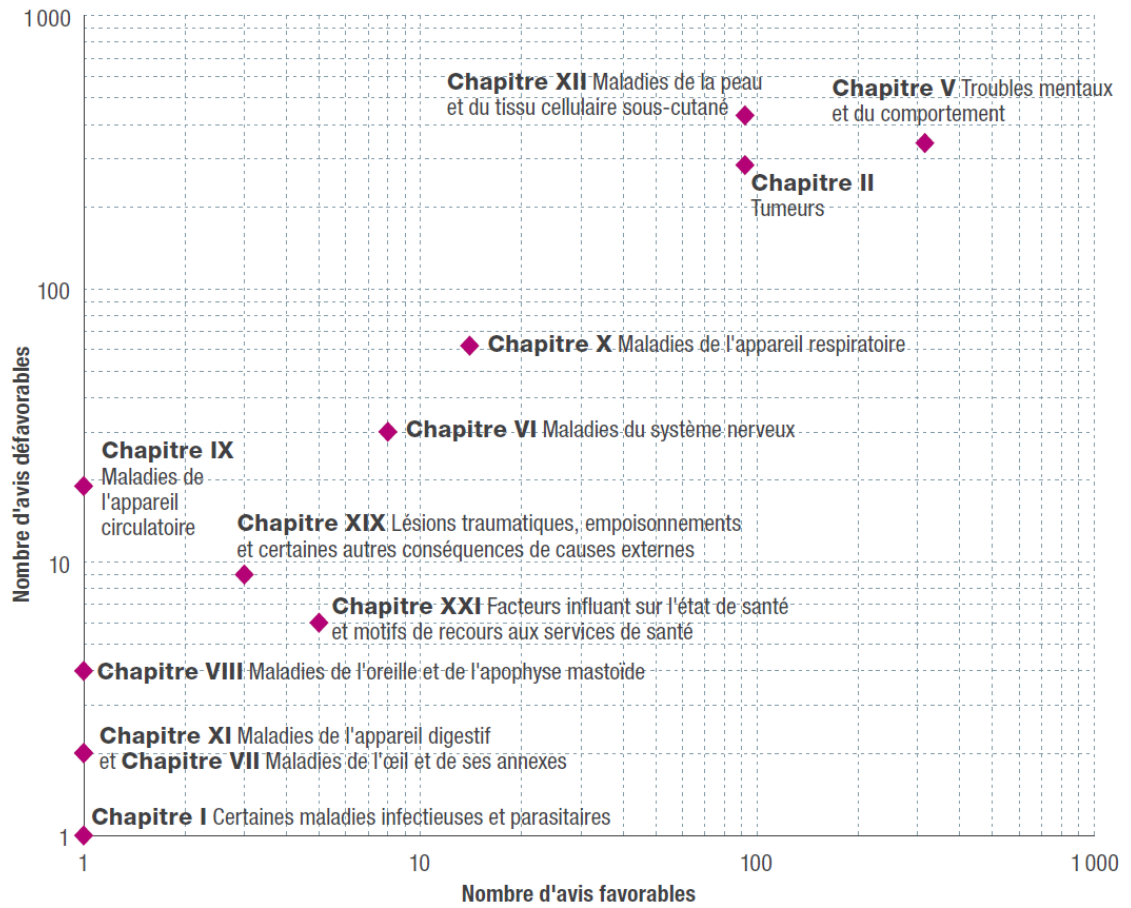 1000
Chapitre XII Maladies de la peau
et du tissu cellulaire sous-cutané
Chapitre V Troubles mentaux
et du comportement
Chapitre II
Tumeurs
100
Chapitre X Maladies de l'appareil respiratoire
Chapitre VI Maladies du système nerveux
Chapitre IX
Maladies de
l'appareil
circulatoire
Chapitre XIX Lésions traumatiques, empoisonnements
et certaines autres conséquences de causes externes
10
Chapitre XXI Facteurs influant sur l'état de santé
et motifs de recours aux services de santé
Chapitre VIII Maladies de l'oreille et de l'apophyse mastoïde
Chapitre XI Maladies de l'appareil digestif
et Chapitre VII Maladies de l'œil et de ses annexes
Chapitre I Certaines maladies infectieuses et parasitaires
1
1 10 100 1 000
Nombre d'avis défavorables
Nombre d'avis favorables